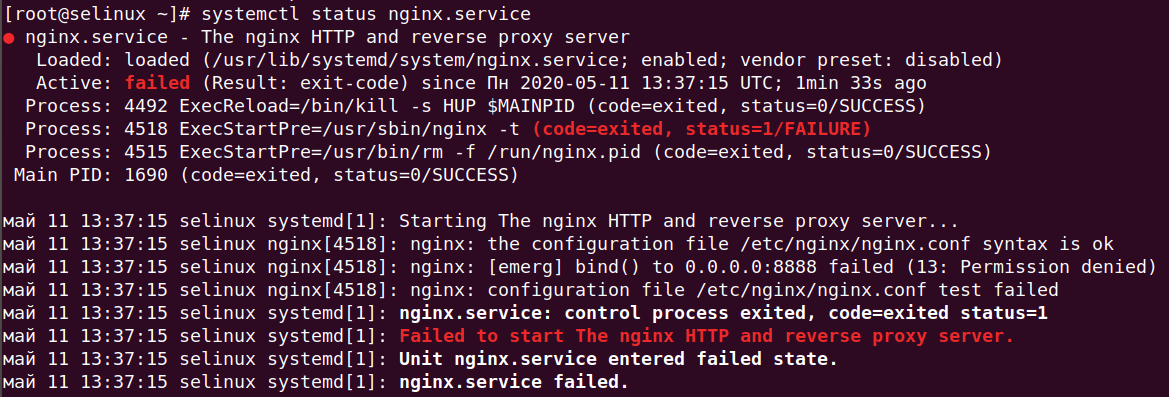 [root@selinux ~]# systemctl status nginx.service
● nginx.service - The nginx HTTP and reverse proxy server
Loaded: loaded (/usr/lib/systemd/system/nginx.service; enabled; vendor preset: disabled)
Active: failed (Result: exit-code) since Пн 2020-05-11 13:37:15 UTC; 1min 33s ago
Process: 4492 ExecReload=/bin/kill -s HUP $MAINPID (code=exited, status=0/SUCCESS)
Process: 4518 ExecStartPre=/usr/sbin/nginx -t (code=exited, status=1/FAILURE)
Process: 4515 ExecStartPre=/usr/bin/rm -f /run/nginx.pid (code=exited, status=0/SUCCESS)
Main PID: 1690 (code=exited, status=0/SUCCESS)
май 11 13:37:15 selinux systemd[1]: Starting The nginx HTTP and reverse proxy server...
май 11 13:37:15 selinux nginx[4518]: nginx: the configuration file /etc/nginx/nginx.conf syntax is ok
май 11 13:37:15 selinux nginx[4518]: nginx: [emerg] bind() to 0.0.0.0:8888 failed (13: Permission denied)
май 11 13:37:15 selinux nginx[4518]: nginx: configuration file /etc/nginx/nginx.conf test failed
май 11 13:37:15 selinux systemd[1]: nginx.service: control process exited, code=exited status=1
май 11 13:37:15 selinux systemd[1]: Failed to start The nginx HTTP and reverse proxy server.
май 11 13:37:15 selinux systemd[1]: Unit nginx.service entered failed state.
май 11 13:37:15 selinux systemd[1]: nginx.service failed.